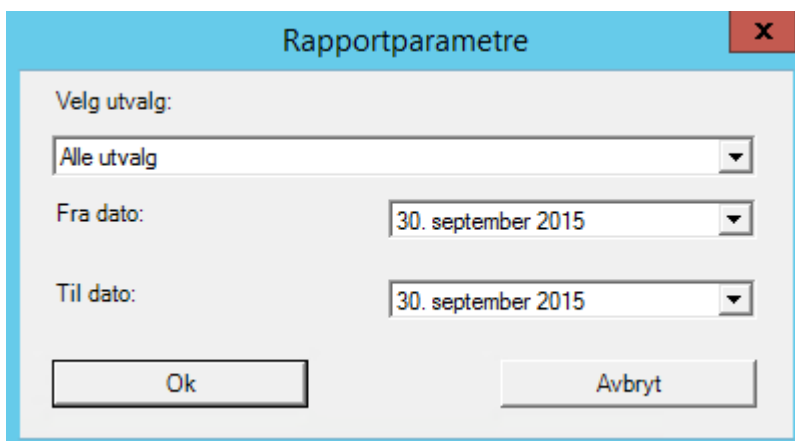 Rapportparametre
Velg utvalg:
Alle utvalg
Fra dato:
30. september 2015
Til dato:
30. september 2015
Ok
Avbryt